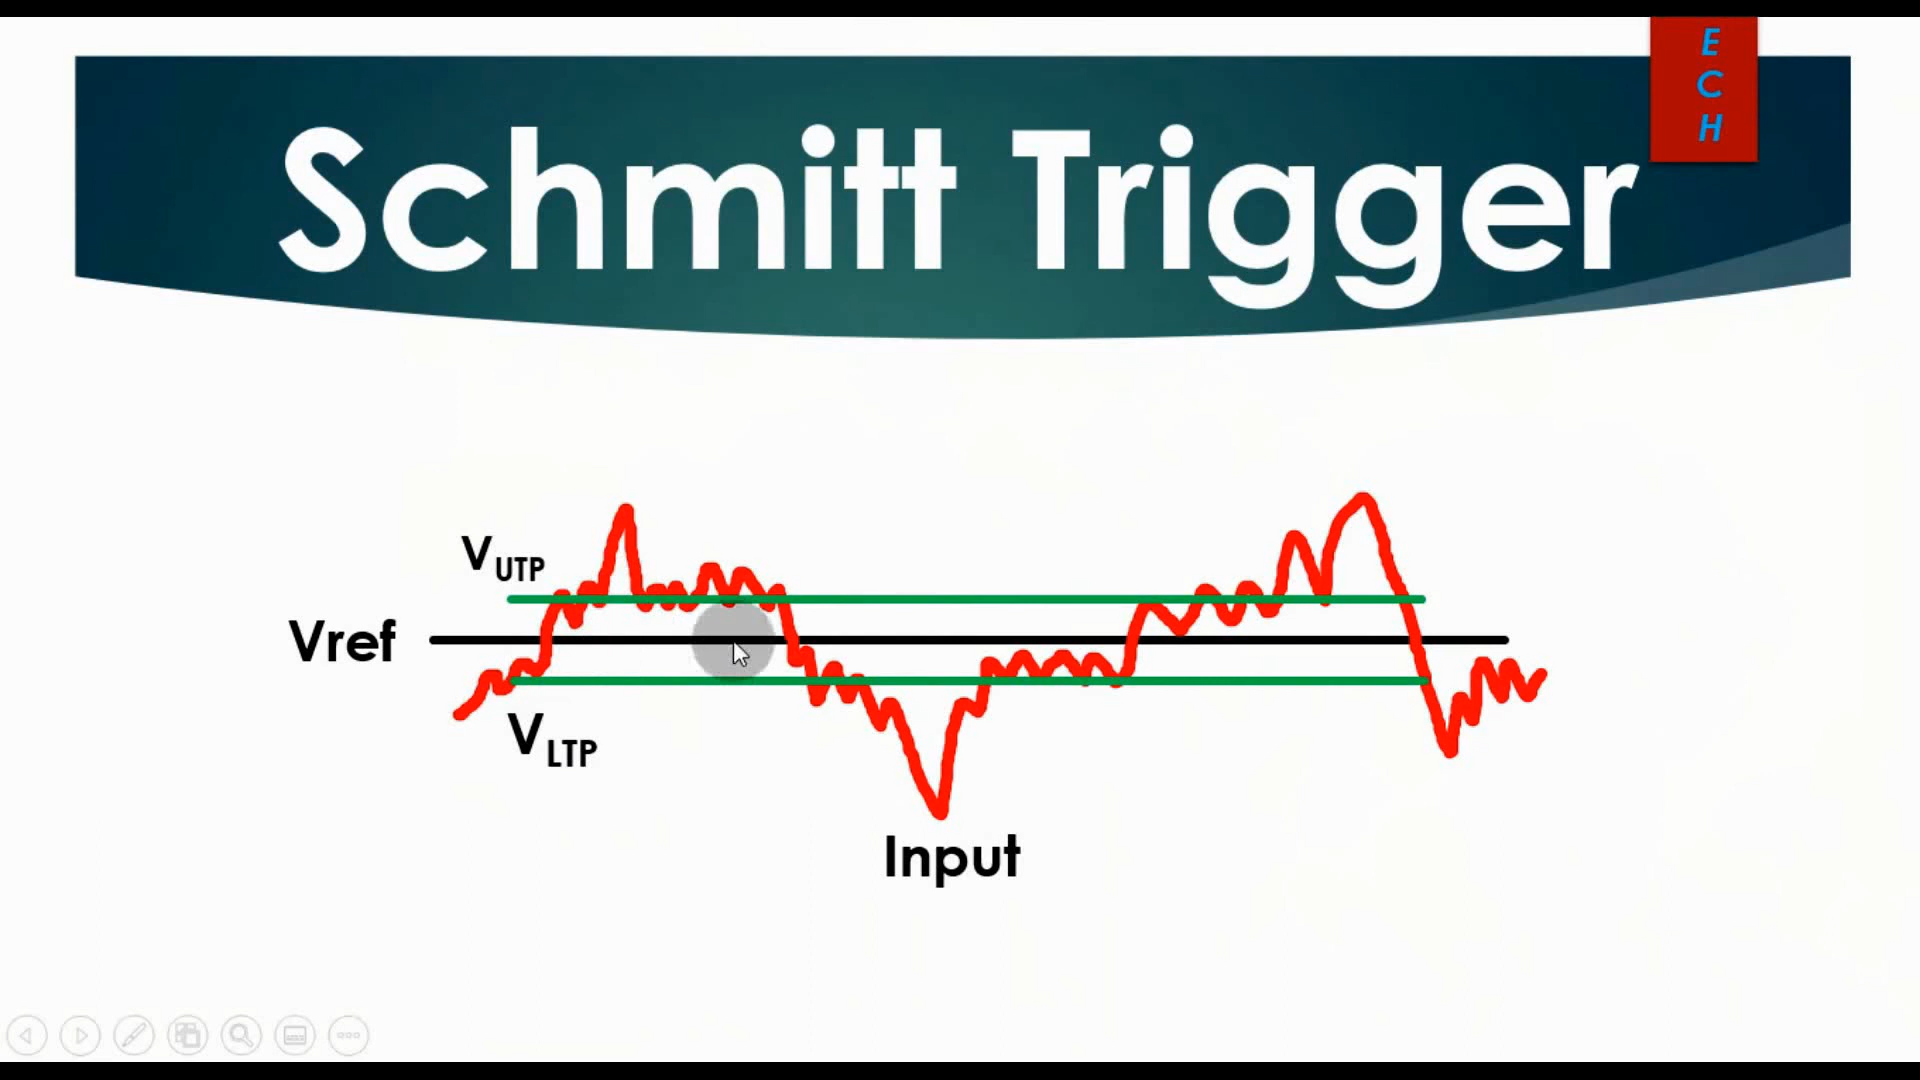 E
C
H
Schmitt Trigger
VUTP
Vref
VLTP
Input